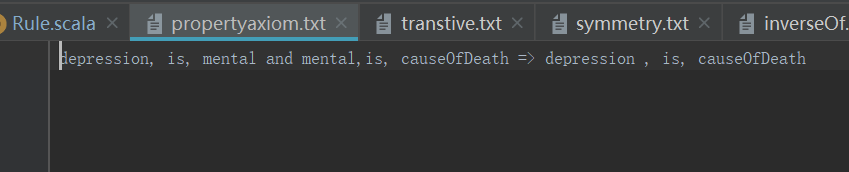 Rule.scala propertyaxiom.txt transtive.txt symmetry.txt inverseOf.
depression, is, mental and mental,is, causeOfDeath => depression , is, causeOfDeath